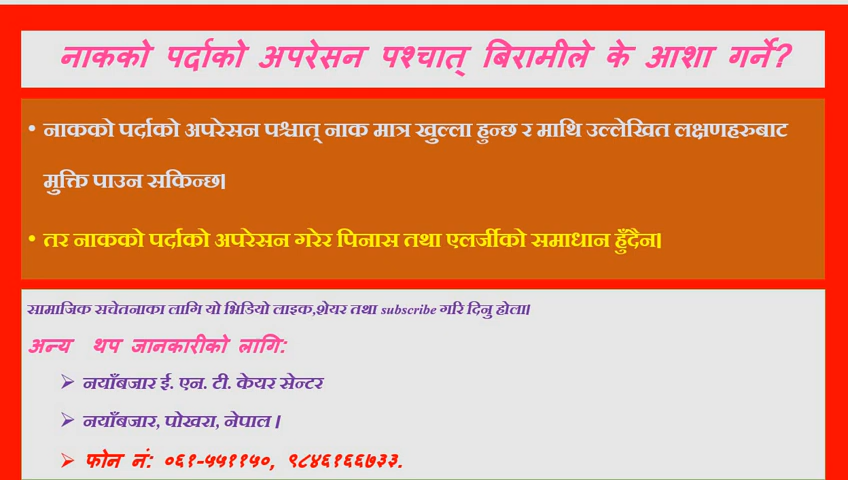 नाकको पर्दाको अपरेसन पश्चात् बिरामीले के आशा गर्ने?
• नाकको पर्दाको अपरेसन पश्चात् नाक मात्र खुल्ला हुन्छ र माथि उल्लेखित लक्षणहरुबाट
मुक्ति पाउन सकिन्छ।
• तर नाकको पर्दाको अपरेसन गरेर पिनास तथा एलर्जीको समाधान हुँदैन।
सामाजिक सचेतनाका लागि यो भिडियो लाइक,शेयर तथा subscribe गरि दिनु होला।
अन्य थप जानकारीको लागि:
➢ नयाँबजार ई. एन. टी. केयर सेन्टर
➢ नयाँबजार, पोखरा, नेपाल ।
➢ फोन नं: ०६१-५५११५०, ९८४६१६६७३३.